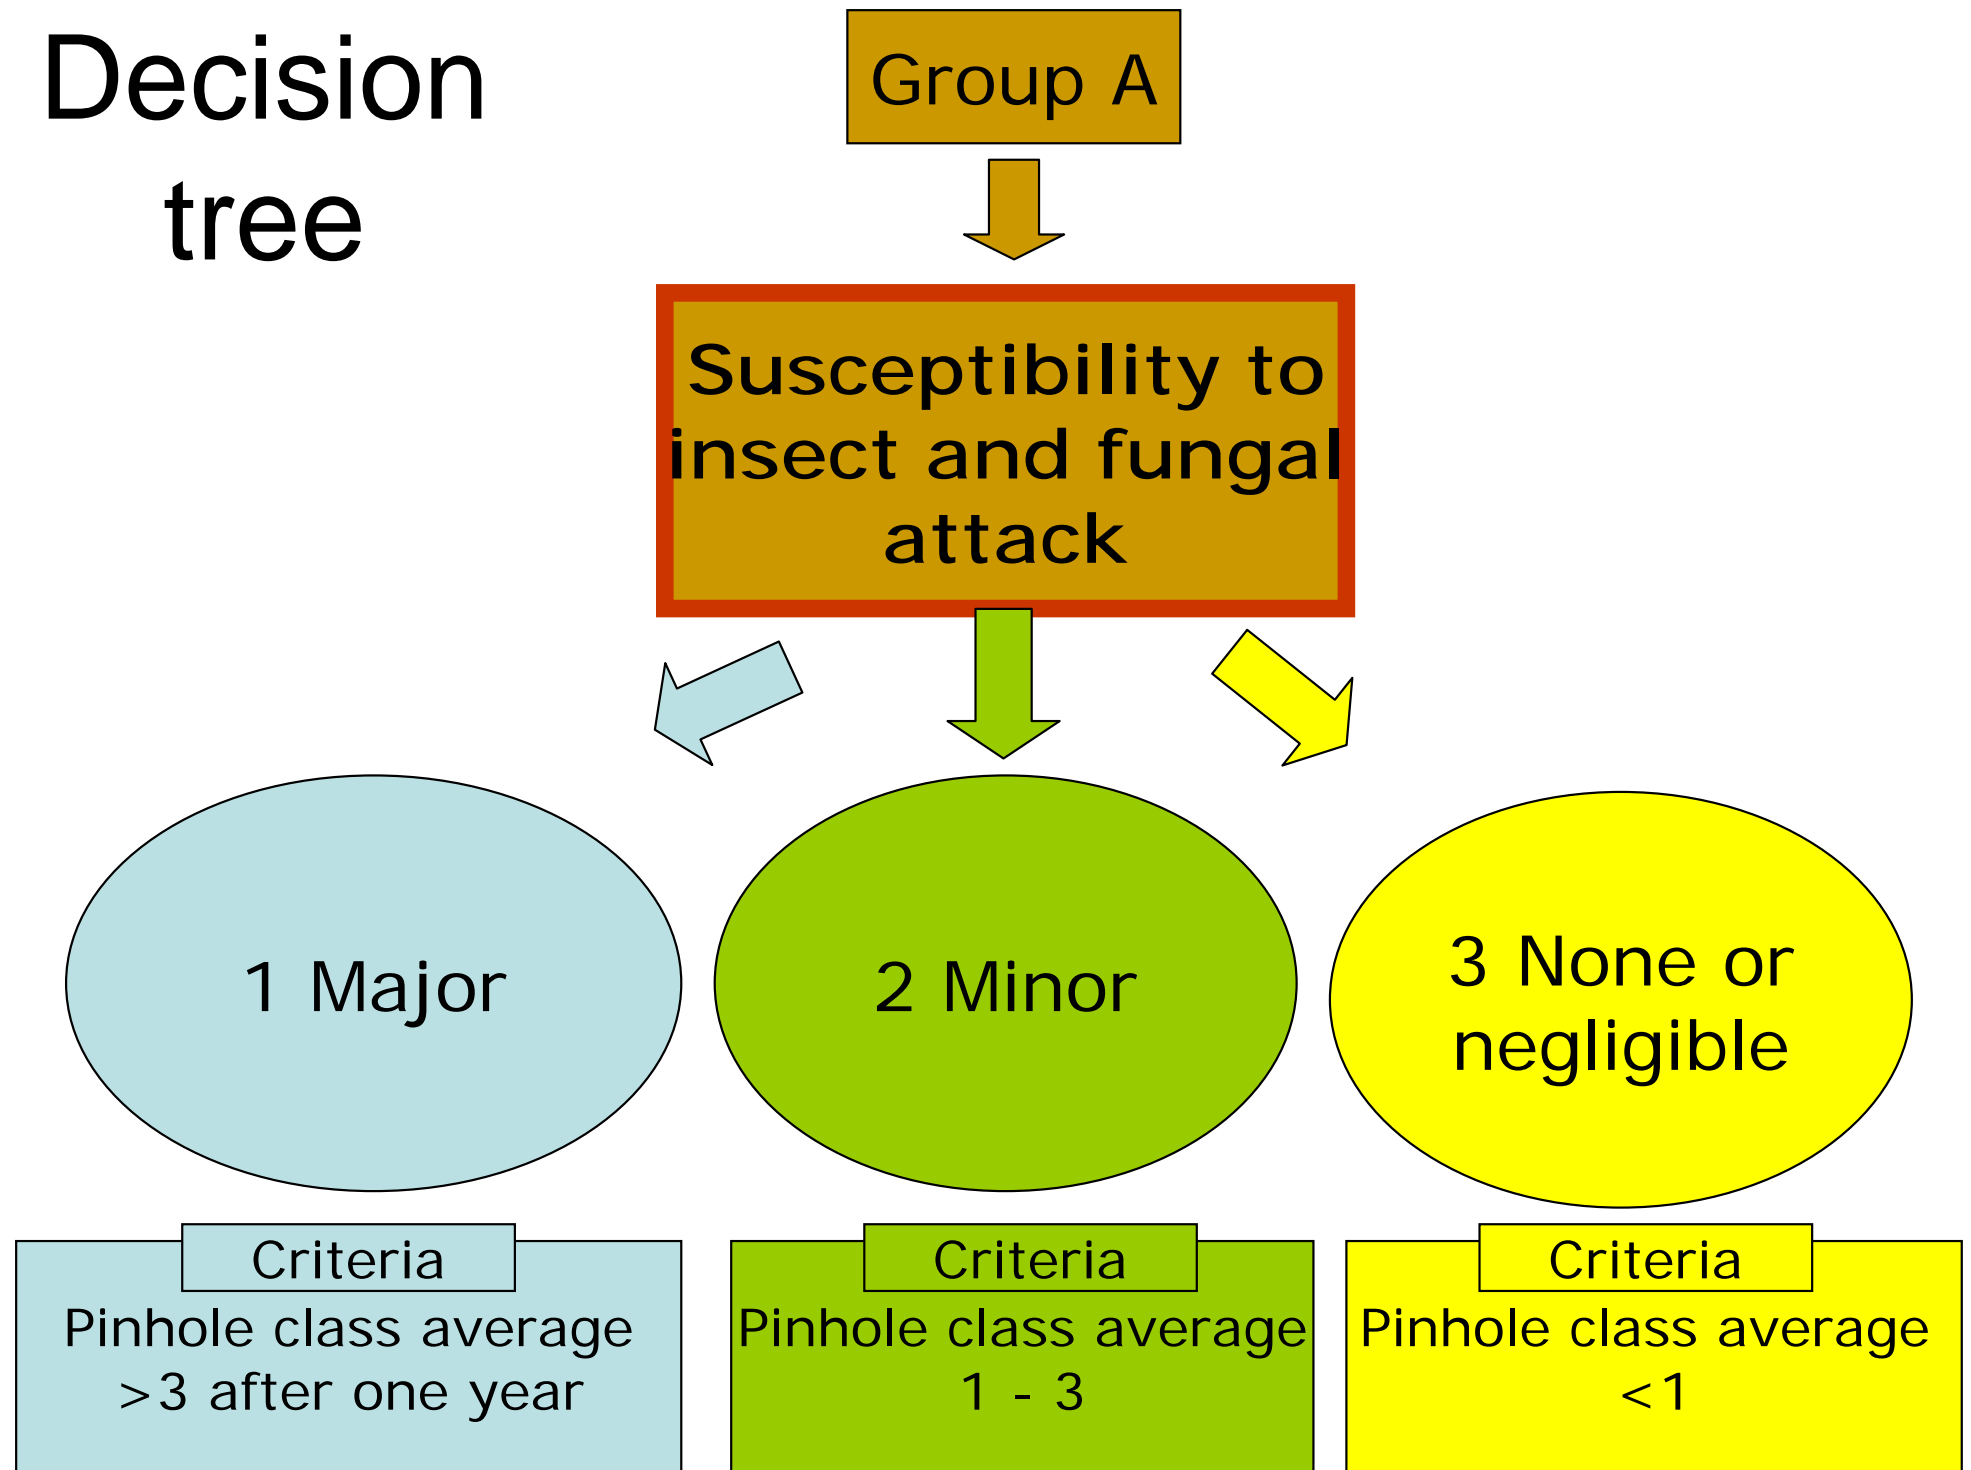 Decision
tree
Group A
Susceptibility to
insect and fungal
attack
1 Major
2 Minor
3 None or
negligible
Criteria
Pinhole class average
>3 after one year
Criteria
Pinhole class average
1 - 3
Criteria
Pinhole class average
<1